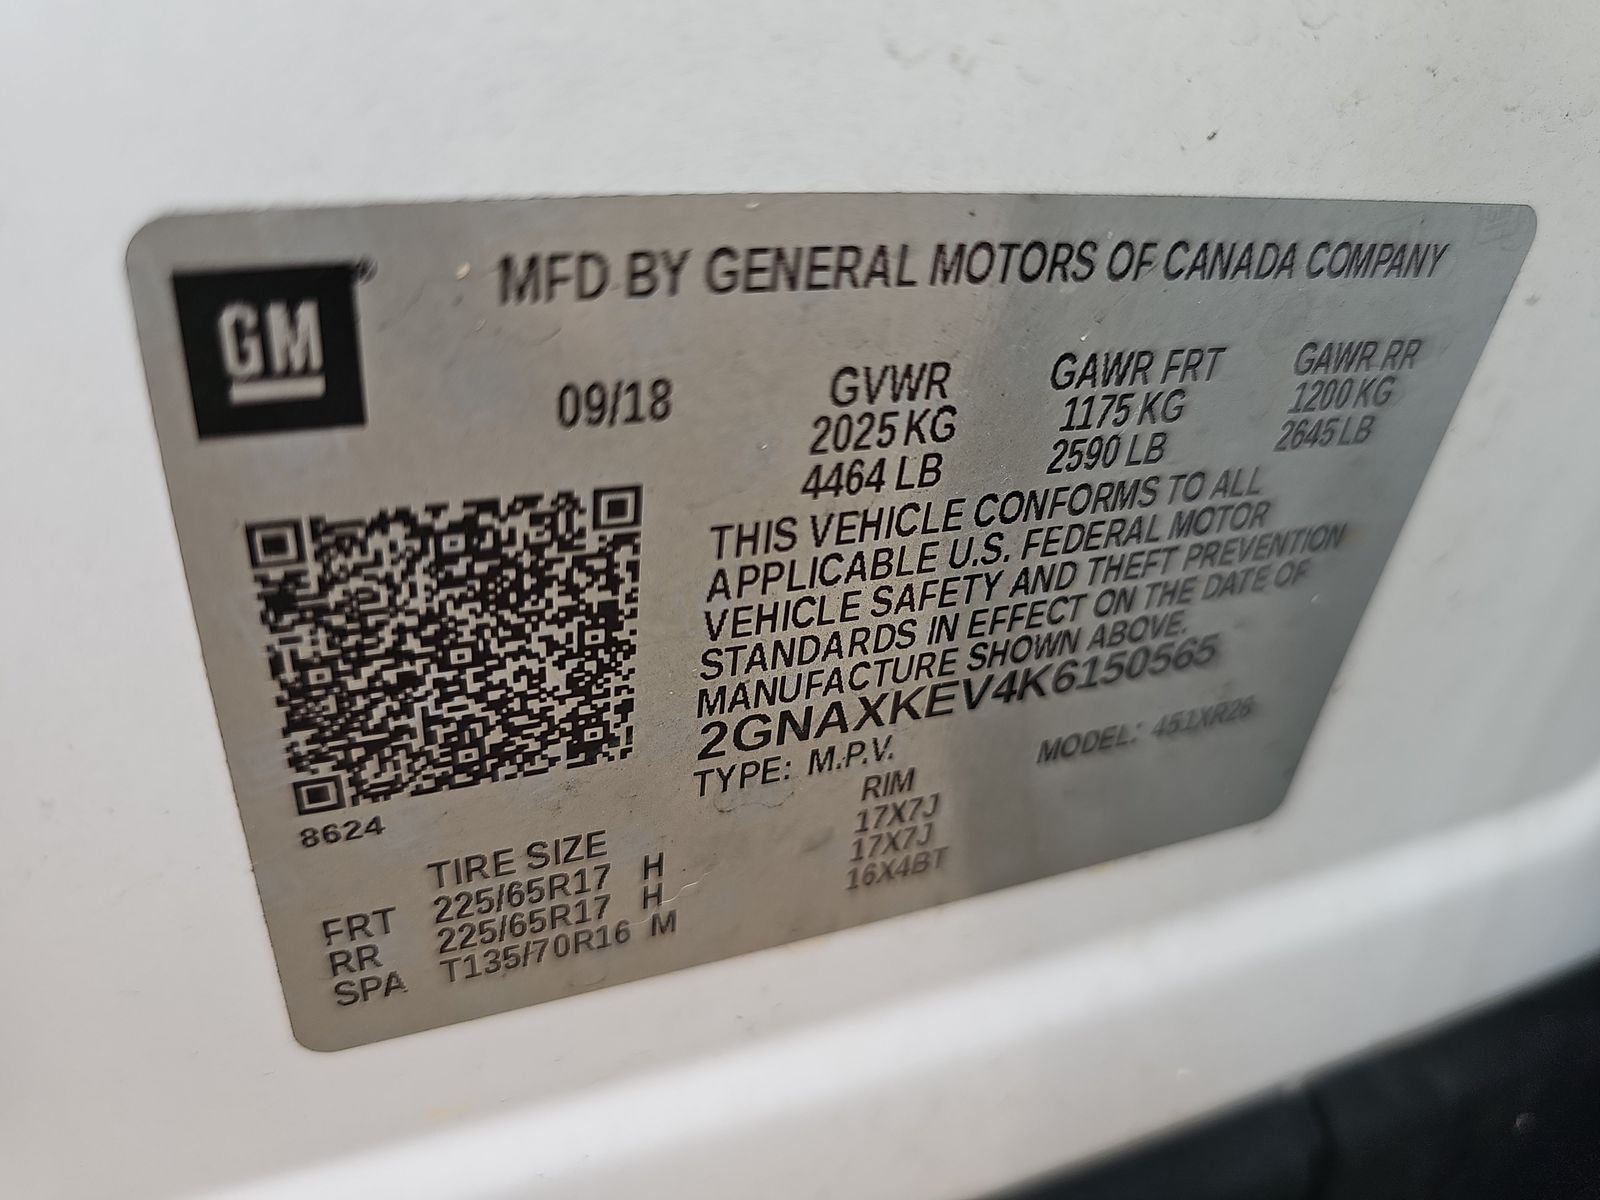 GM
MFD BY GENERAL MOTORS OF CANADA COMPANY
09/18
GVWR
2025 KG
4464 LB
GAWR FRT
1175 KG
2590 LB
GAWR RR
1200 KG
2645 LB
THIS VEHICLE CONFORMS TO ALL
APPLICABLE U.S. FEDERAL MOTOR
VEHICLE SAFETY AND THEFT PREVENTION
STANDARDS IN EFFECT ON THE DATE OF
MANUFACTURE SHOWN ABOVE.
2GNAXKEV4K6150565
TYPE: M.P.V. MODEL: 451XR26
8624
TIRE SIZE RIM
FRT 225/65R17 H 17X7J
RR 225/65R17 H 17X7J
SPA T135/70R16 M 16X4BT